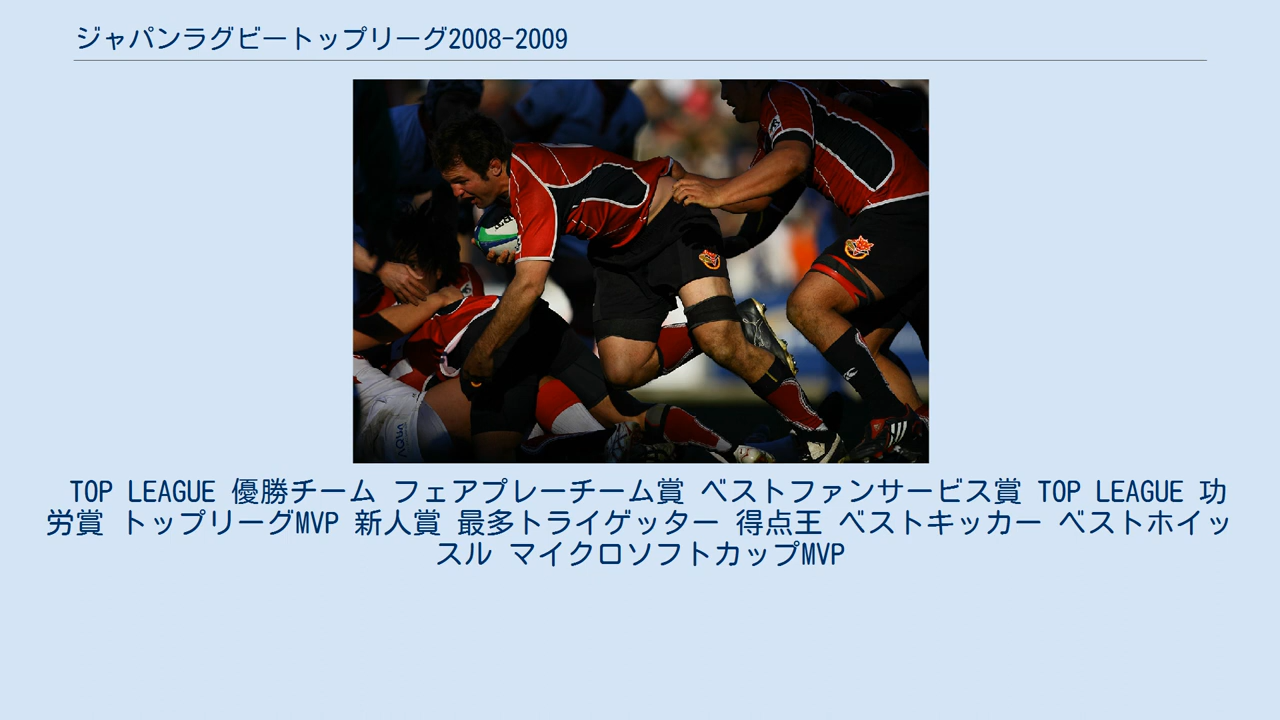 ジャパンラグビートップリーグ2008-2009
TOP LEAGUE 優勝チーム フェアプレーチーム賞 ベストファンサービス賞 TOP LEAGUE 功
労賞 トップリーグMVP 新人賞 最多トライゲッター 得点王 ベストキッカー ベストホイッ
スル マイクロソフトカップMVP